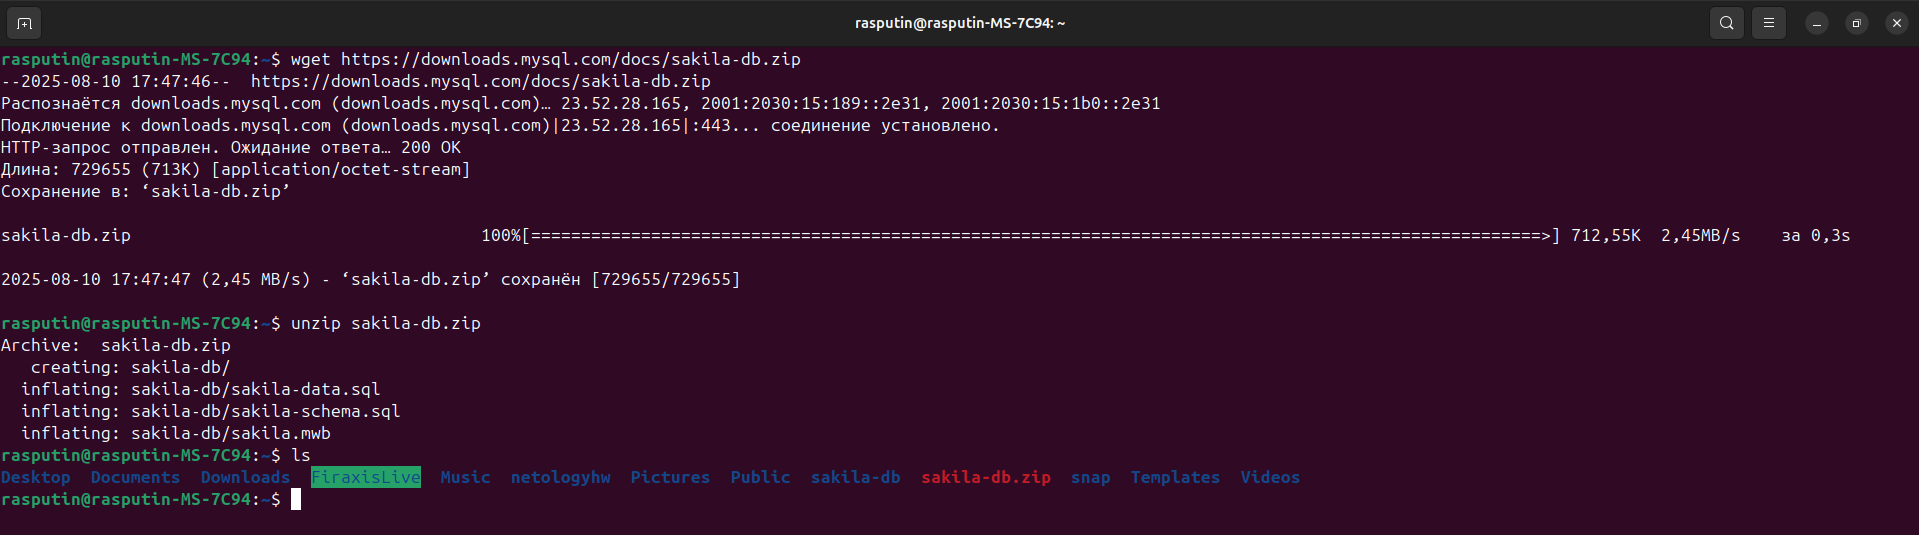 rasputin@rasputin-MS-7C94: ~
rasputin@rasputin-MS-7C94:~$ wget https://downloads.mysql.com/docs/sakila-db.zip
--2025-08-10 17:47:46--  https://downloads.mysql.com/docs/sakila-db.zip
Распознаётся downloads.mysql.com (downloads.mysql.com)… 23.52.28.165, 2001:2030:15:189::2e31, 2001:2030:15:1b0::2e31
Подключение к downloads.mysql.com (downloads.mysql.com)|23.52.28.165|:443... соединение установлено.
HTTP-запрос отправлен. Ожидание ответа… 200 OK
Длина: 729655 (713K) [application/octet-stream]
Сохранение в: ‘sakila-db.zip’
sakila-db.zip 100%[=====================================================================================================>] 712,55K  2,45MB/s    за 0,3s
2025-08-10 17:47:47 (2,45 MB/s) - ‘sakila-db.zip’ сохранён [729655/729655]
rasputin@rasputin-MS-7C94:~$ unzip sakila-db.zip
Archive:  sakila-db.zip
   creating: sakila-db/
  inflating: sakila-db/sakila-data.sql
  inflating: sakila-db/sakila-schema.sql
  inflating: sakila-db/sakila.mwb
rasputin@rasputin-MS-7C94:~$ ls
Desktop  Documents  Downloads  FiraxisLive  Music  netologyhw  Pictures  Public  sakila-db  sakila-db.zip  snap  Templates  Videos
rasputin@rasputin-MS-7C94:~$